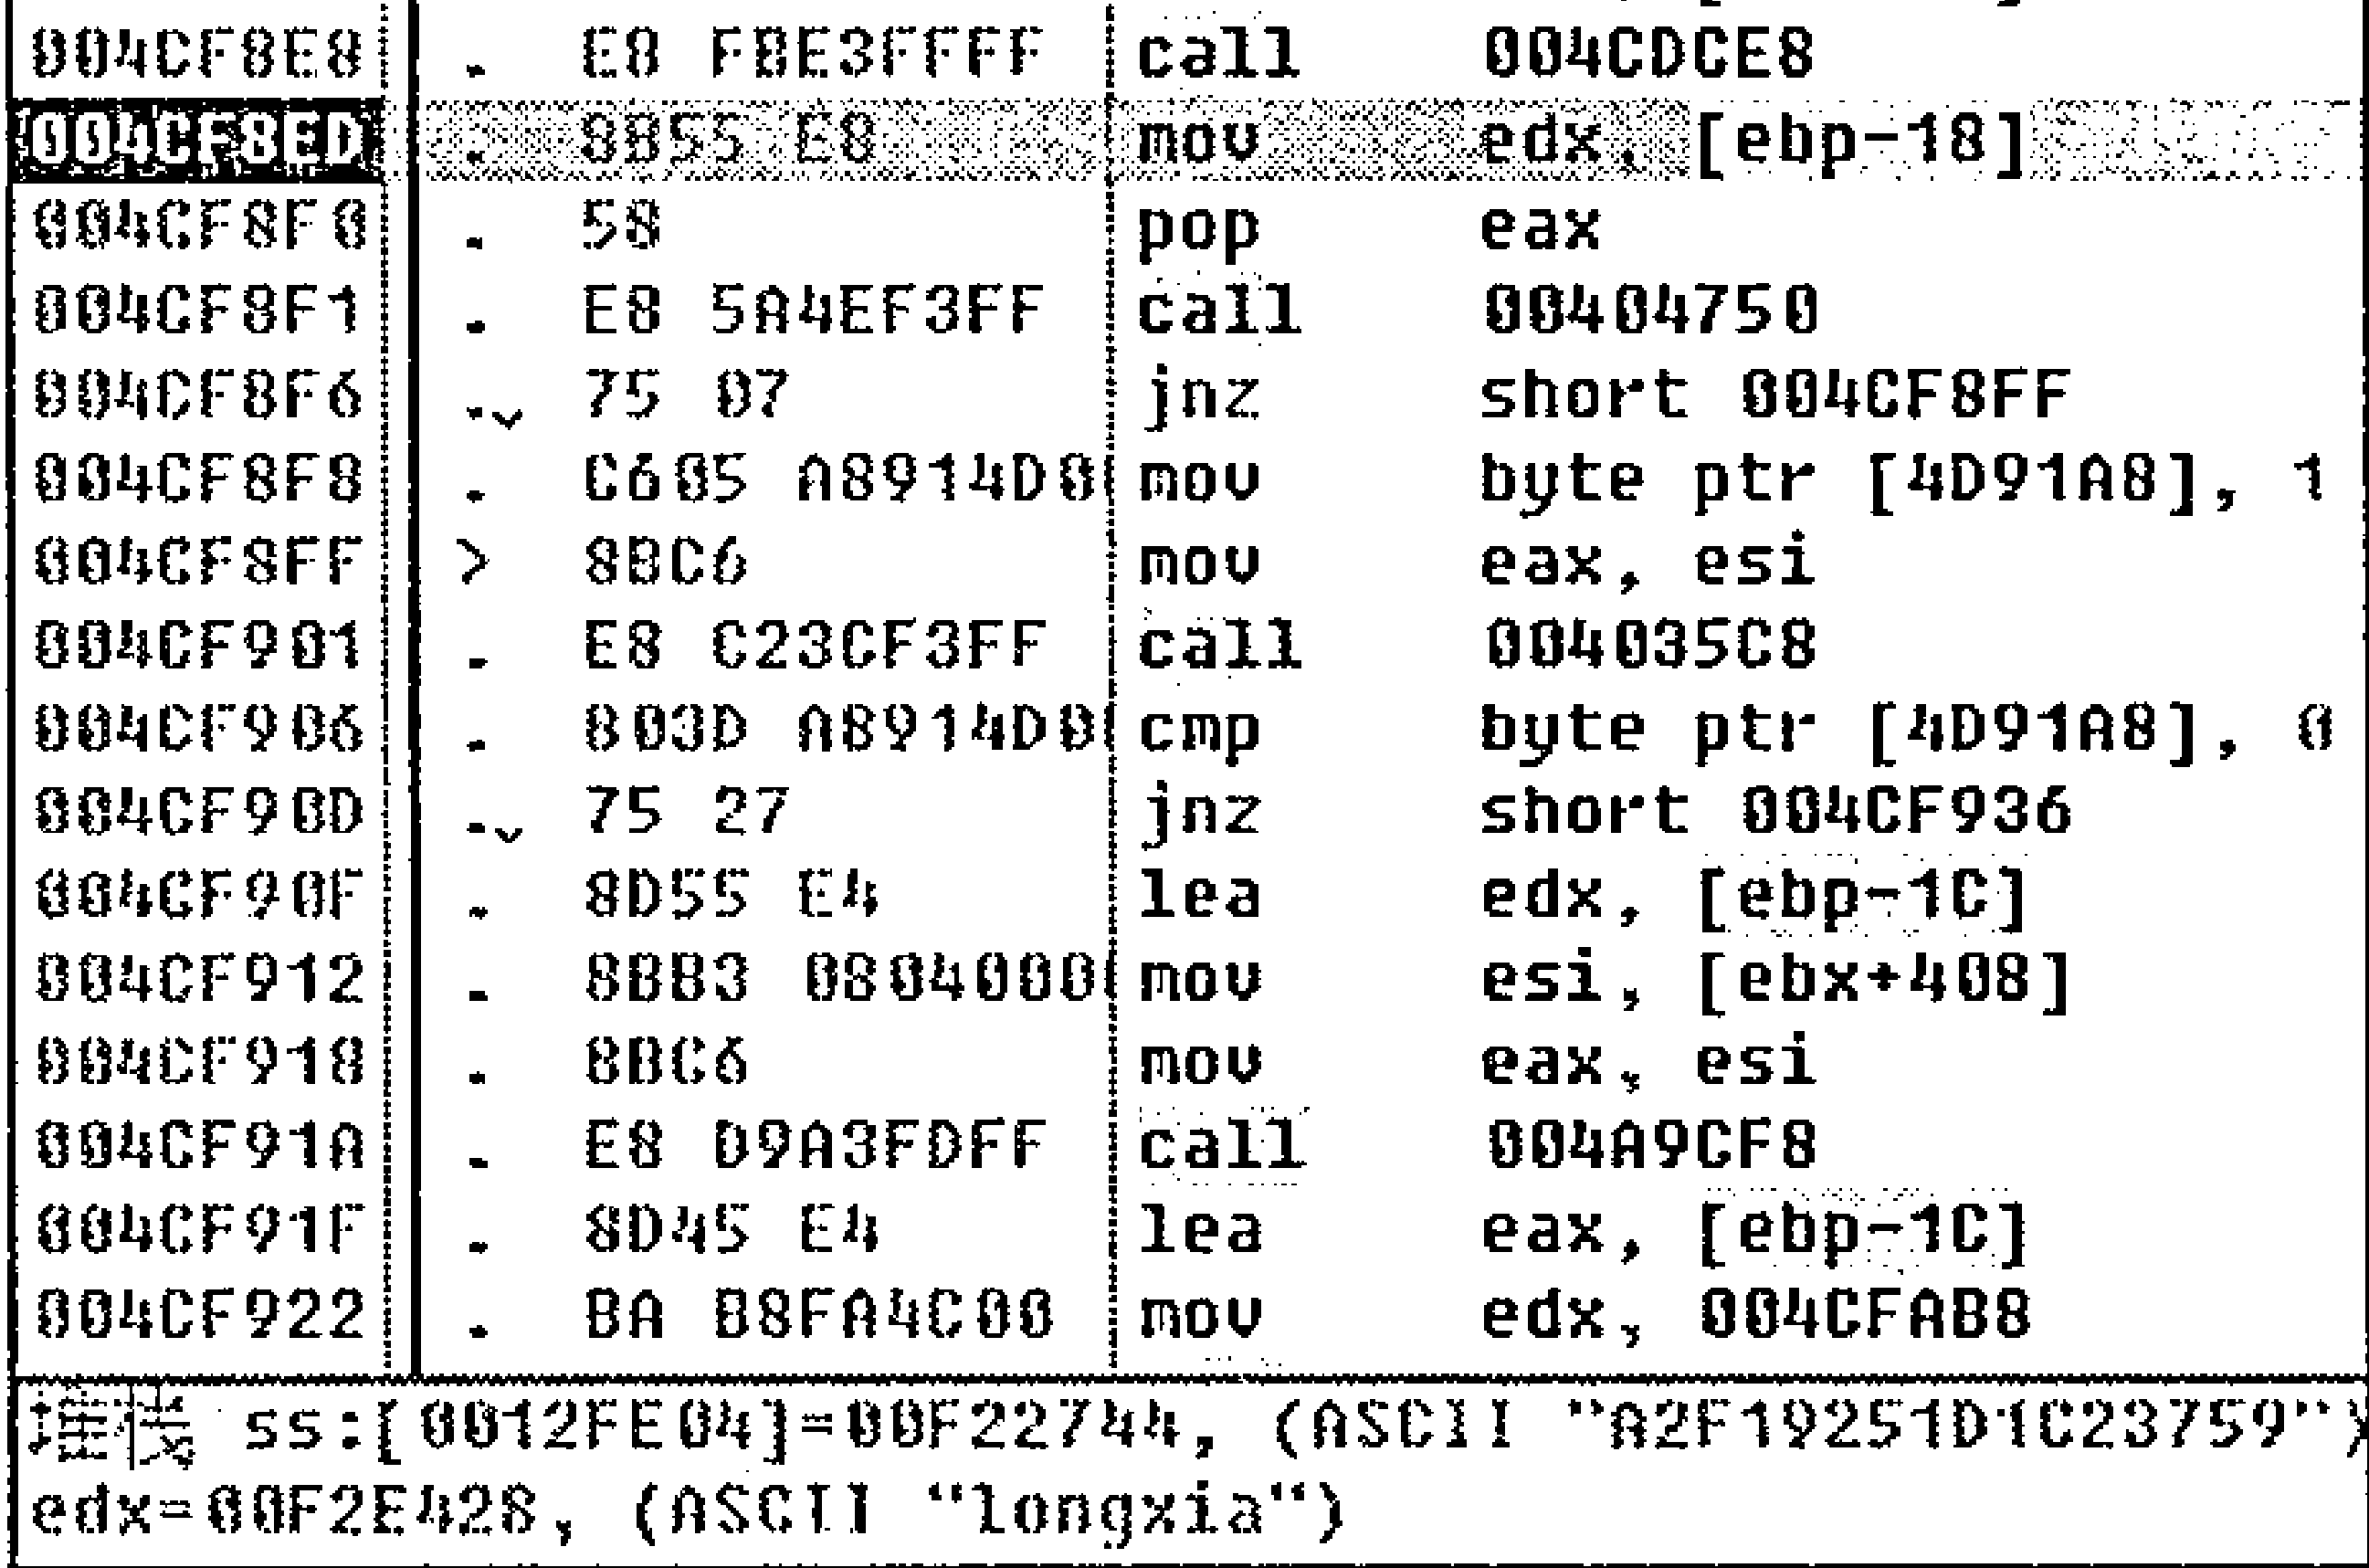 004CF8E8 . E8 FBE3FFFF call 004CDCE8
004CF8ED . 8B55 E8 mov edx, [ebp-18]
004CF8F0 . 58 pop eax
004CF8F1 . E8 5A4EF3FF call 00404750
004CF8F6 .⌄ 75 07 jnz short 004CF8FF
004CF8F8 . C605 A8914D0 mov byte ptr [4D91A8], 1
004CF8FF > 8BC6 mov eax, esi
004CF901 . E8 C23CF3FF call 004035C8
004CF906 . 803D A8914D0 cmp byte ptr [4D91A8], 0
004CF90D .⌄ 75 27 jnz short 004CF936
004CF90F . 8D55 E4 lea edx, [ebp-1C]
004CF912 . 8BB3 0804000 mov esi, [ebx+408]
004CF918 . 8BC6 mov eax, esi
004CF91A . E8 D9A3FDFF call 004A9CF8
004CF91F . 8D45 E4 lea eax, [ebp-1C]
004CF922 . BA B8FA4C00 mov edx, 004CFAB8
堆栈 ss:[0012FE04]=00F22744, (ASCII "A2F19251D1C23759")
edx=00F2E428, (ASCII "longxia")